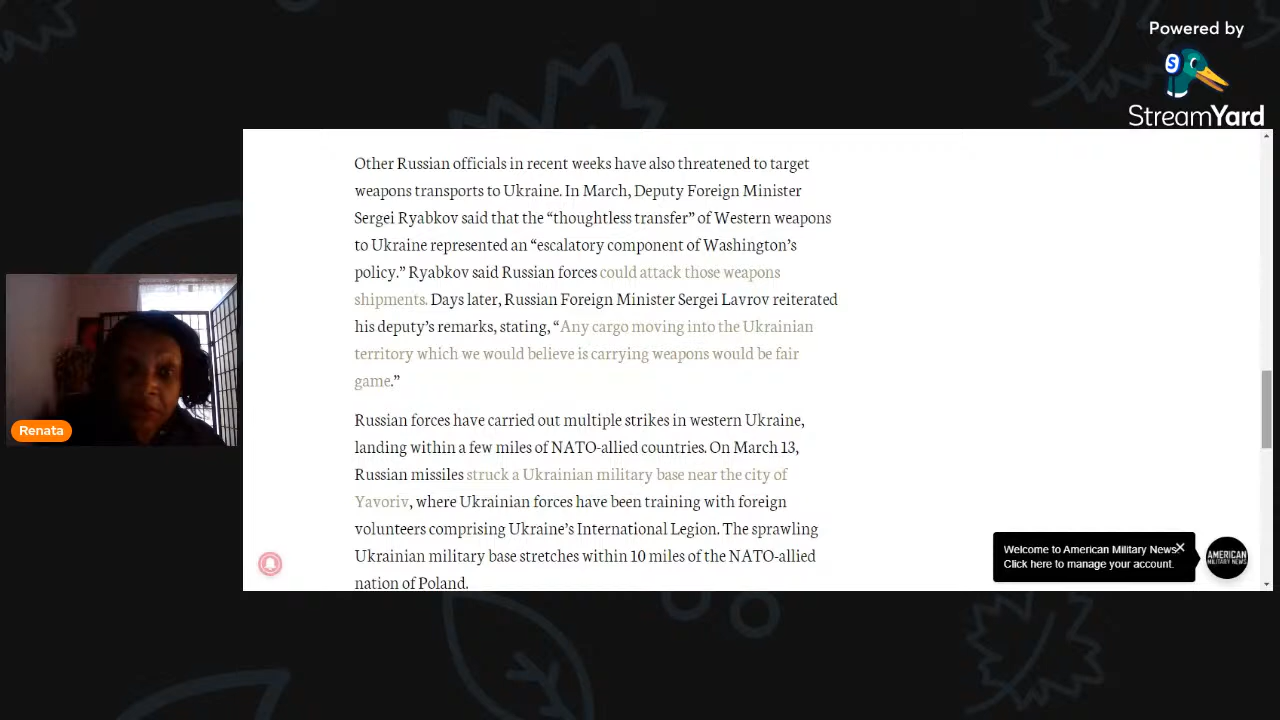 Powered by
StreamYard
Other Russian officials in recent weeks have also threatened to target
weapons transports to Ukraine. In March, Deputy Foreign Minister
Sergei Ryabkov said that the “thoughtless transfer” of Western weapons
to Ukraine represented an “escalatory component of Washington’s
policy.” Ryabkov said Russian forces could attack those weapons
shipments. Days later, Russian Foreign Minister Sergei Lavrov reiterated
his deputy’s remarks, stating, “Any cargo moving into the Ukrainian
territory which we would believe is carrying weapons would be fair
game.”
Russian forces have carried out multiple strikes in western Ukraine,
landing within a few miles of NATO-allied countries. On March 13,
Russian missiles struck a Ukrainian military base near the city of
Yavoriv, where Ukrainian forces have been training with foreign
volunteers comprising Ukraine’s International Legion. The sprawling
Ukrainian military base stretches within 10 miles of the NATO-allied
nation of Poland.
Renata
Welcome to American Military News
Click here to manage your account.
AMERICAN
MILITARY NEWS